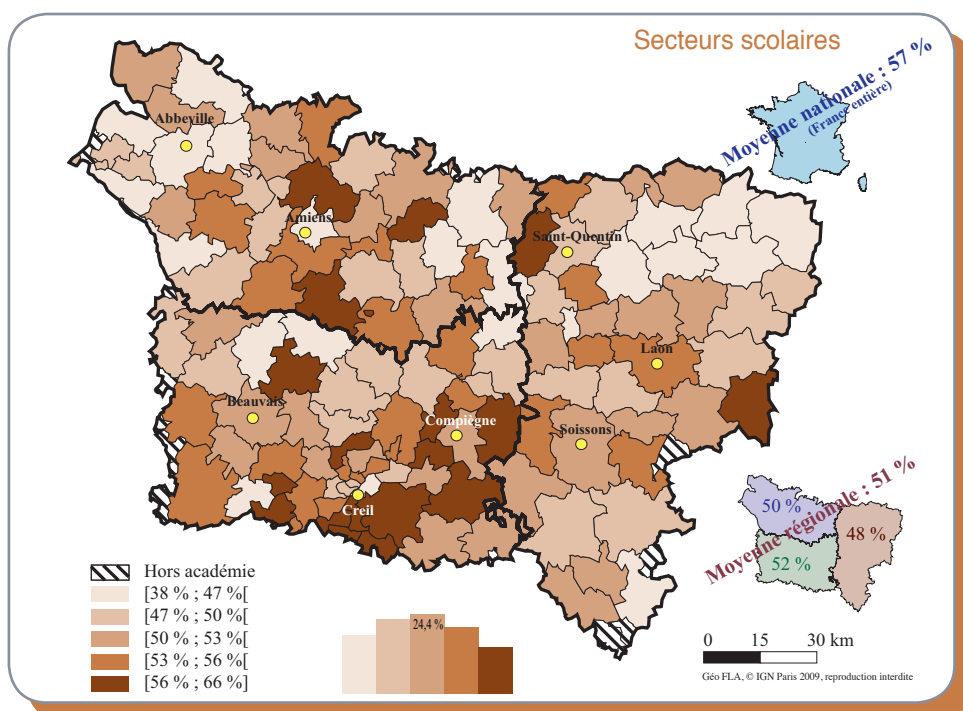 Secteurs scolaires
Moyenne nationale : 57 %
(France entière)
Abbeville
Amiens
Saint-Quentin
Laon
Beauvais
Compiègne
Soissons
Creil
Moyenne régionale : 51 %
50 %
48 %
52 %
Hors académie
[38 % ; 47 %[
[47 % ; 50 %[
[50 % ; 53 %[
[53 % ; 56 %[
[56 % ; 66 %]
24,4 %
0 15 30 km
Géo FLA, © IGN Paris 2009, reproduction interdite